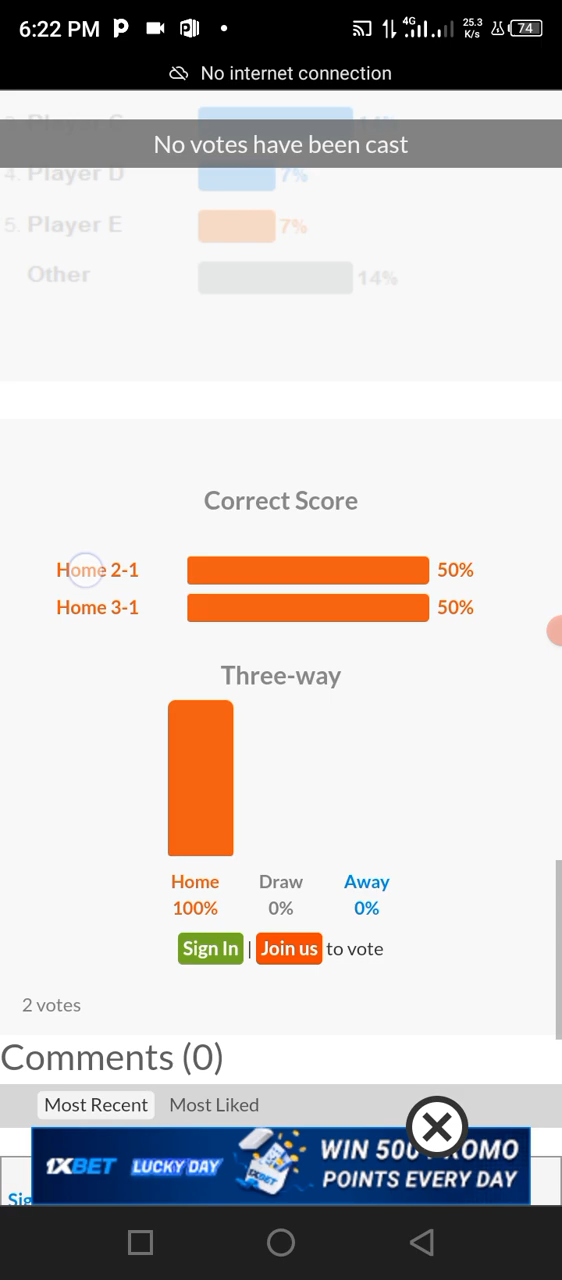 6:22 PM
4G
25.3
K/s
74
No internet connection
No votes have been cast
4. Player D 7%
5. Player E 7%
Other 14%
Correct Score
Home 2-1 50%
Home 3-1 50%
Three-way
Home Draw Away
100% 0% 0%
Sign In | Join us to vote
2 votes
Comments (0)
Most Recent Most Liked
1XBET LUCKY DAY WIN 500 OMO
POINTS EVERY DAY
Sig